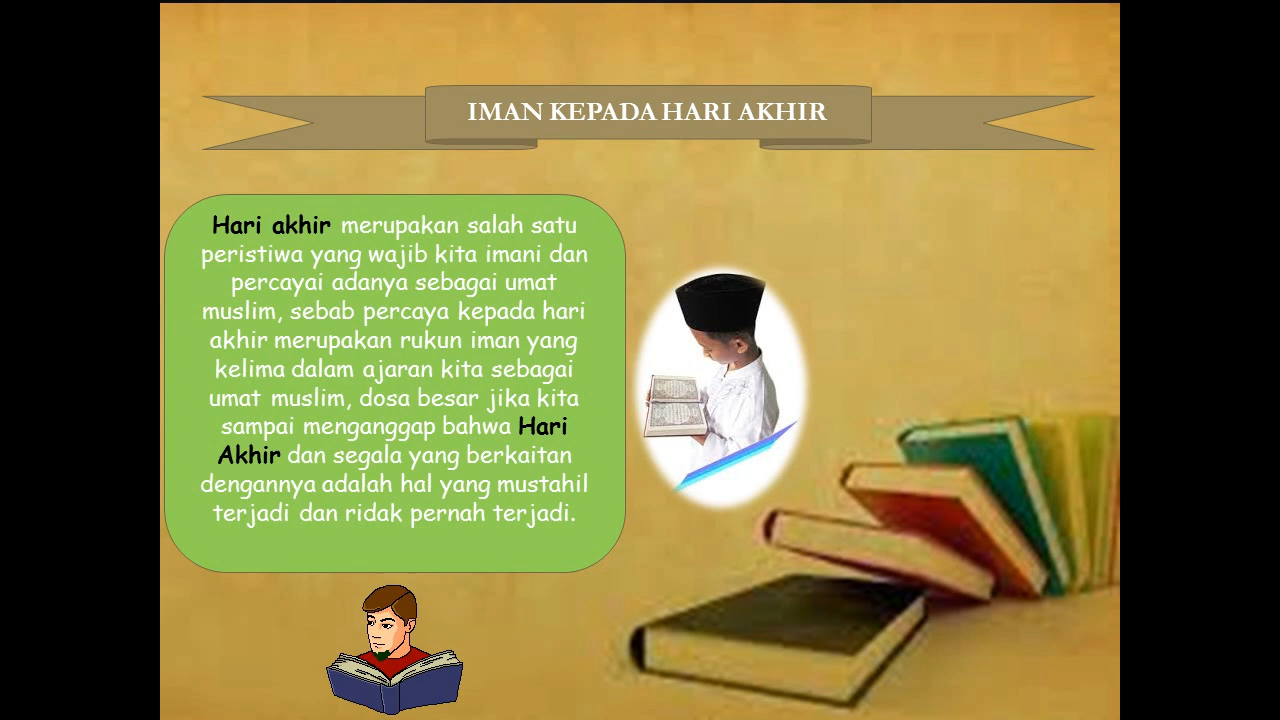 IMAN KEPADA HARI AKHIR
Hari akhir merupakan salah satu
peristiwa yang wajib kita imani dan
percayai adanya sebagai umat
muslim, sebab percaya kepada hari
akhir merupakan rukun iman yang
kelima dalam ajaran kita sebagai
umat muslim, dosa besar jika kita
sampai menganggap bahwa Hari
Akhir dan segala yang berkaitan
dengannya adalah hal yang mustahil
terjadi dan ridak pernah terjadi.